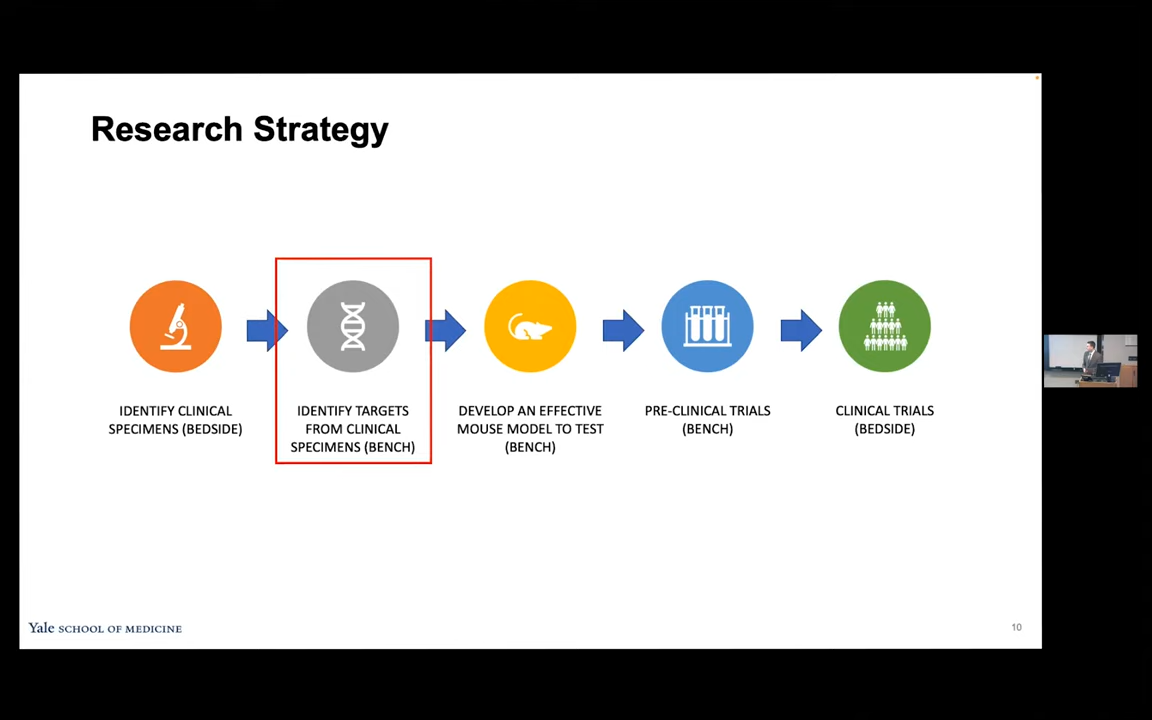 Research Strategy
IDENTIFY CLINICAL
SPECIMENS (BEDSIDE)
IDENTIFY TARGETS
FROM CLINICAL
SPECIMENS (BENCH)
DEVELOP AN EFFECTIVE
MOUSE MODEL TO TEST
(BENCH)
PRE-CLINICAL TRIALS
(BENCH)
CLINICAL TRIALS
(BEDSIDE)
Yale SCHOOL OF MEDICINE
10